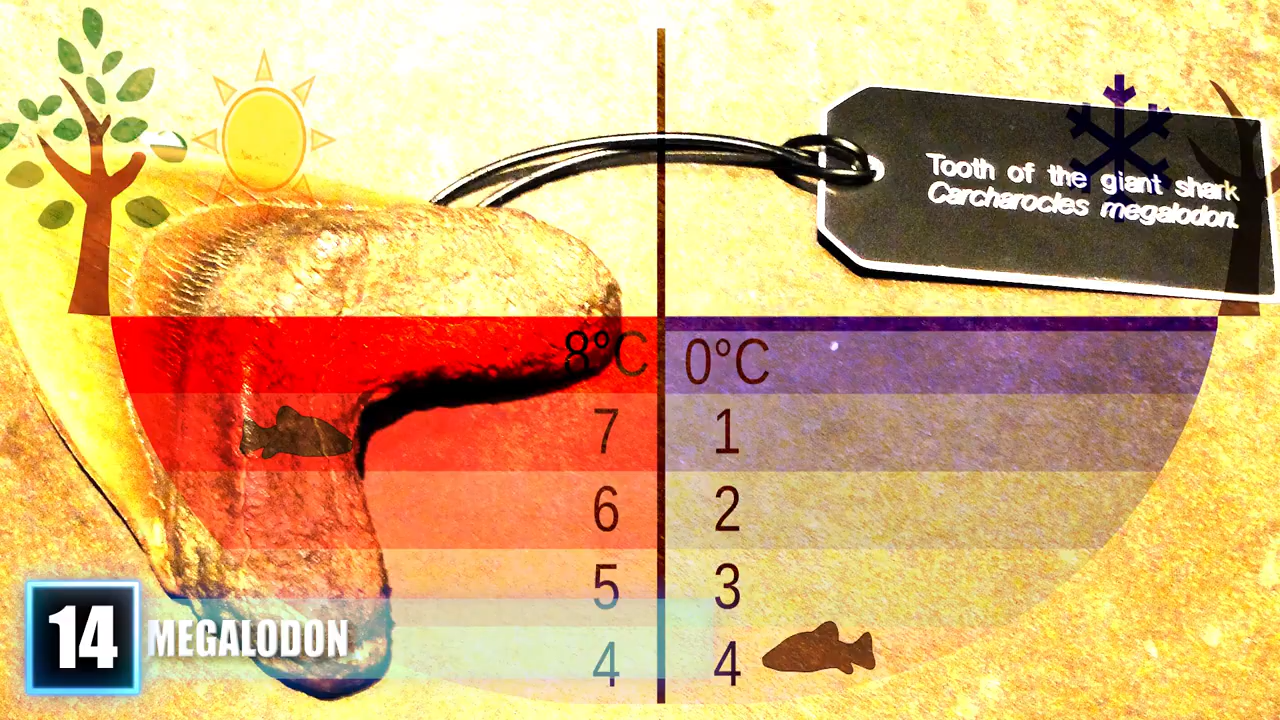 Tooth of the giant shark
Carcharocles megalodon.
8°C 0°C
7 1
6 2
5 3
4 4
14 MEGALODON